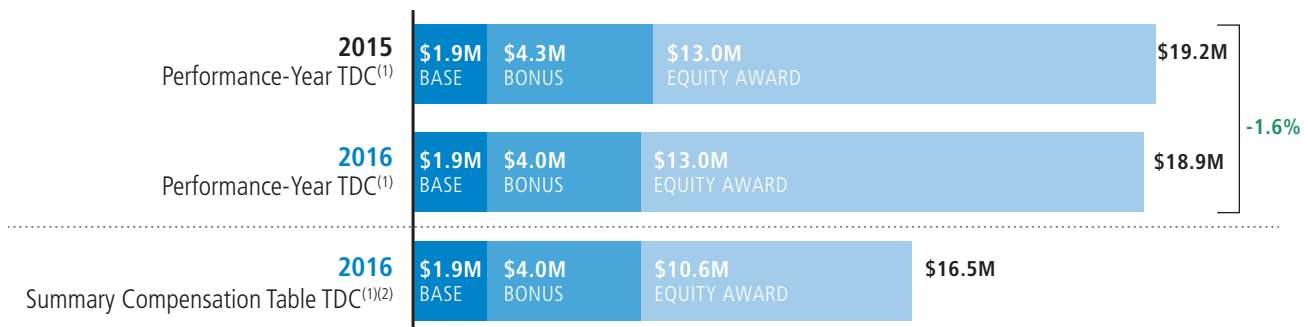 2015
Performance-Year TDC(1)
$1.9M
BASE
$4.3M
BONUS
$13.0M
EQUITY AWARD
$19.2M
-1.6%
2016
Performance-Year TDC(1)
$1.9M
BASE
$4.0M
BONUS
$13.0M
EQUITY AWARD
$18.9M
2016
Summary Compensation Table TDC(1)(2)
$1.9M
BASE
$4.0M
BONUS
$10.6M
EQUITY AWARD
$16.5M